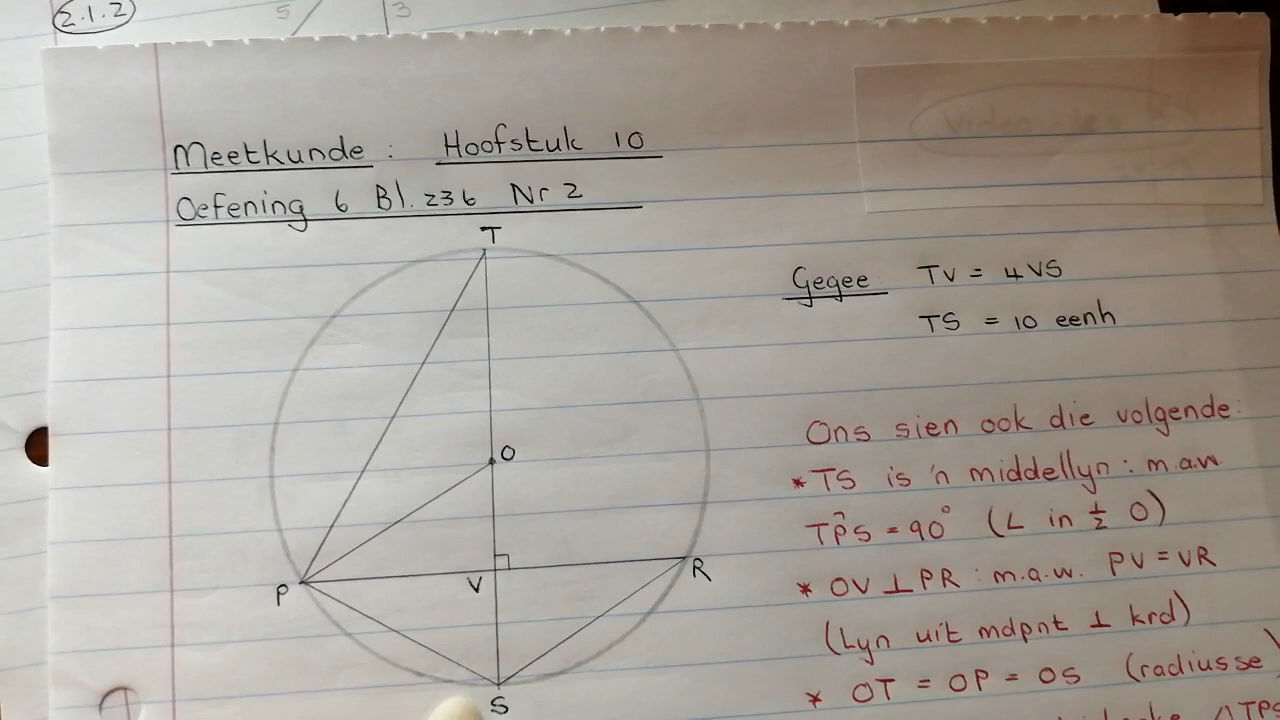 2.1.2
5
3
Meetkunde: Hoofstuk 10
Oefening 6 Bl. 236 Nr 2
T
O
P
V
R
S
Gegee: TV = 4VS
TS = 10 eenh
Ons sien ook die volgende:
* TS is 'n middellyn: m.a.w.
TP̂S = 90° (L in ½ O)
* OV ⊥ PR: m.a.w. PV = VR
(Lyn uit mdpnt ⊥ krd)
* OT = OP = OS (radiusse)